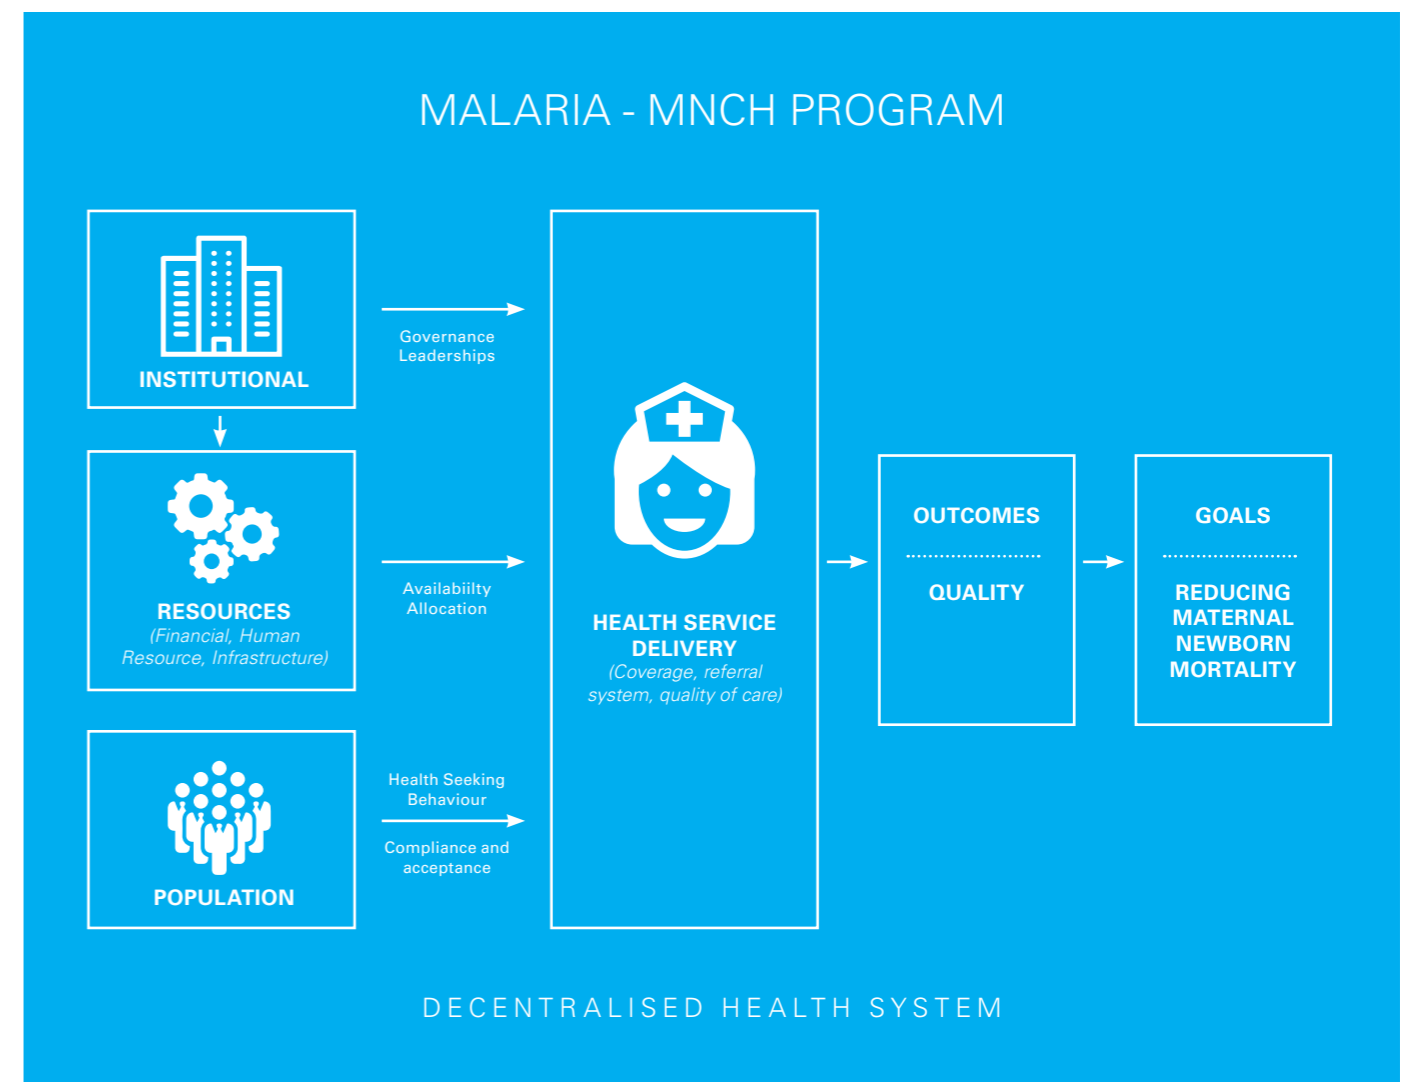 MALARIA - MNCH PROGRAM
INSTITUTIONAL
Governance
Leaderships
RESOURCES
(Financial, Human
Resource, Infrastructure)
Availabiilty
Allocation
POPULATION
Health Seeking
Behaviour
Compliance and
acceptance
HEALTH SERVICE
DELIVERY
(Coverage, referral
system, quality of care)
OUTCOMES
QUALITY
GOALS
REDUCING
MATERNAL
NEWBORN
MORTALITY
DECENTRALISED HEALTH SYSTEM